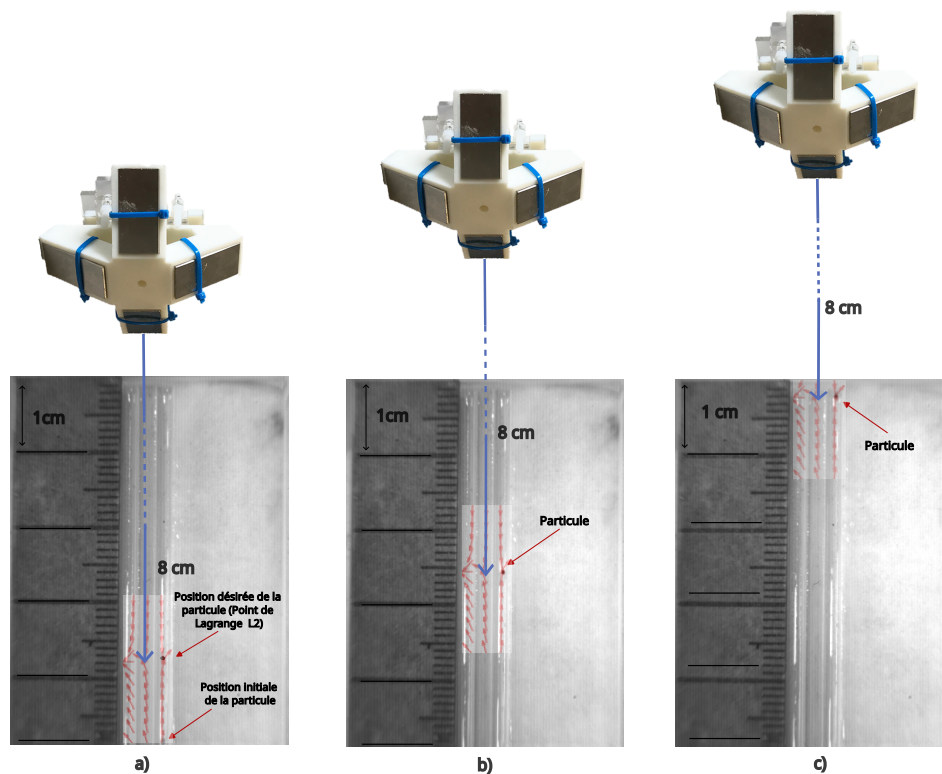 1cm
8 cm
Position désirée de la
particule (Point de
Lagrange L2)
Position initiale
de la particule
a)
1cm
8 cm
Particule
b)
8 cm
1 cm
Particule
c)